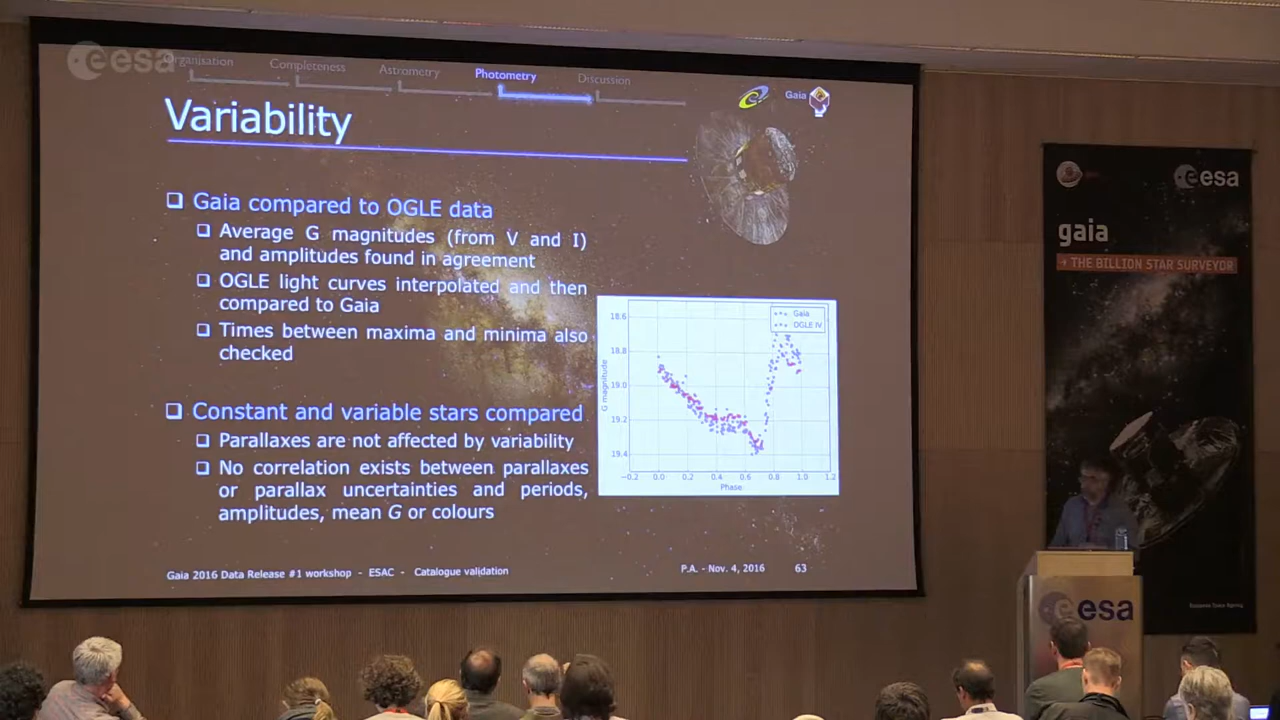 esa
Organisation
Completeness
Astrometry
Photometry
Discussion
Gaia
Variability
Gaia compared to OGLE data
Average G magnitudes (from V and I)
and amplitudes found in agreement
OGLE light curves interpolated and then
compared to Gaia
Times between maxima and minima also
checked
Constant and variable stars compared
Parallaxes are not affected by variability
No correlation exists between parallaxes
or parallax uncertainties and periods,
amplitudes, mean G or colours
Gaia
OGLE IV
18.6
18.8
19.0
19.2
19.4
G magnitude
−0.2 0.0 0.2 0.4 0.6 0.8 1.0 1.2
Phase
Gaia 2016 Data Release #1 workshop - ESAC - Catalogue validation
P.A. - Nov. 4, 2016
63
esa
gaia
→ THE BILLION STAR SURVEYOR
European Space Agency
esa